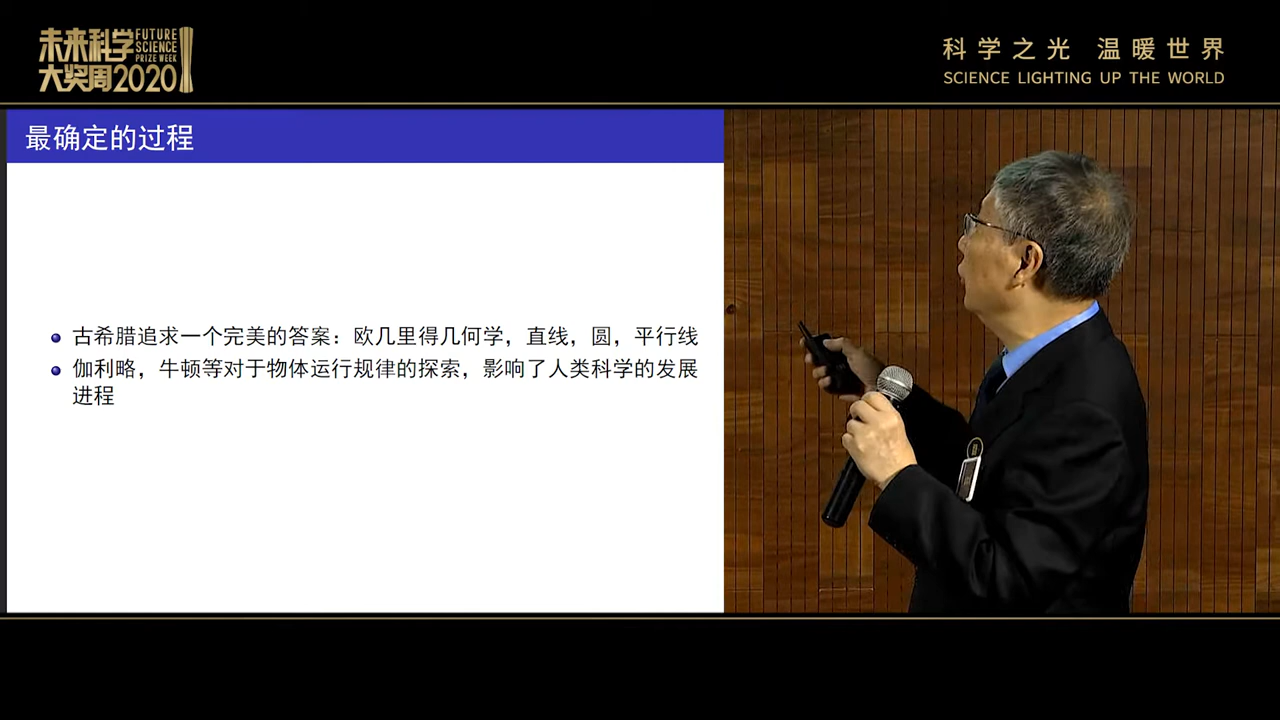 未来科学
大奖周2020
FUTURE
SCIENCE
PRIZE WEEK
科学之光 温暖世界
SCIENCE LIGHTING UP THE WORLD
最确定的过程
古希腊追求一个完美的答案：欧几里得几何学，直线，圆，平行线
伽利略，牛顿等对于物体运行规律的探索，影响了人类科学的发展
进程